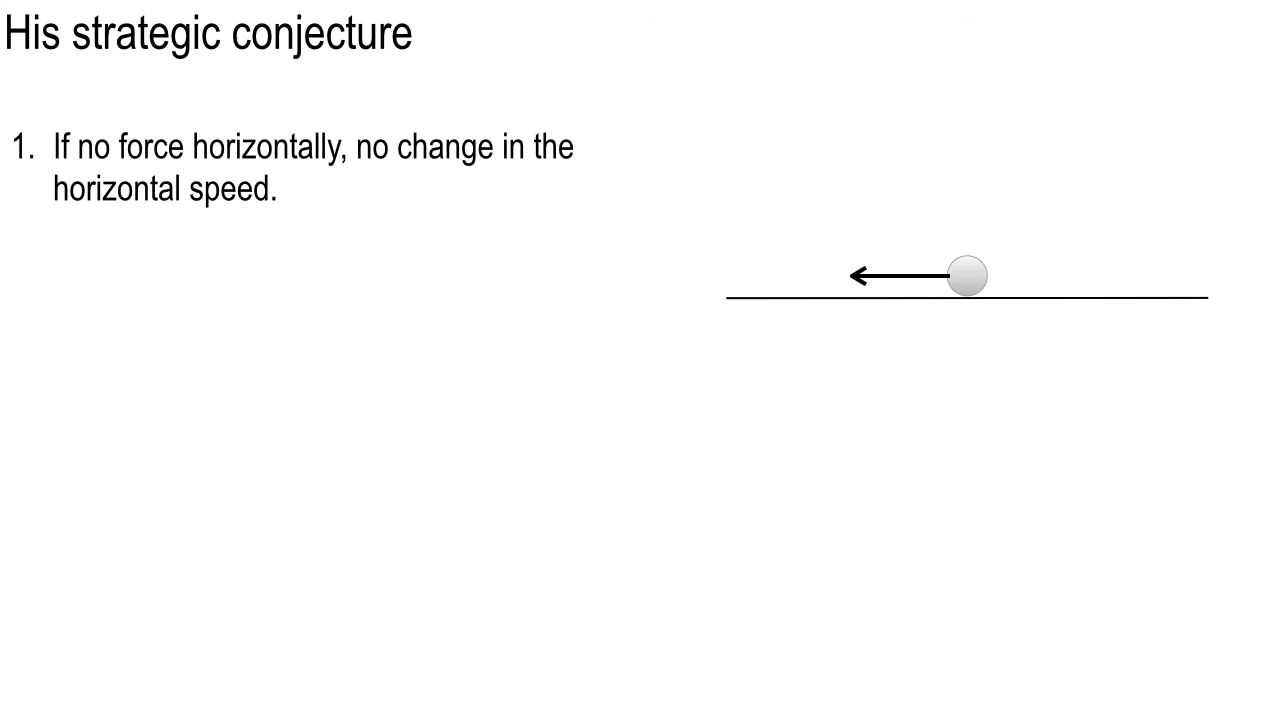 His strategic conjecture
1. If no force horizontally, no change in the
horizontal speed.